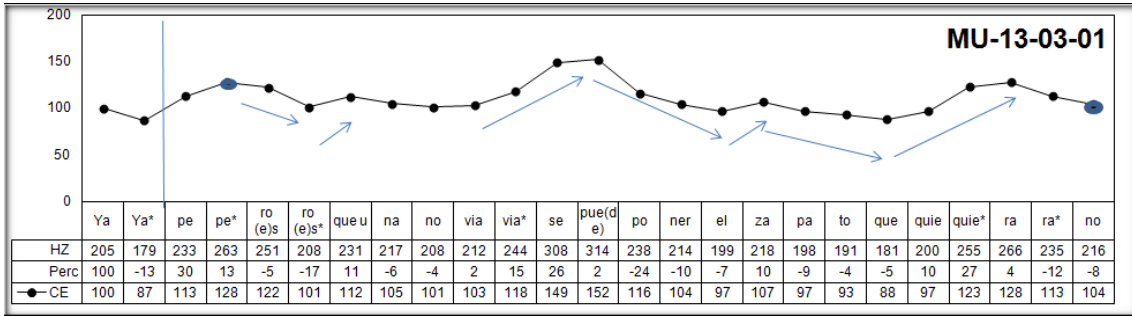 MU-13-03-01
200
150
100
50
0
Ya Ya* pe pe* ro (e)s ro (e)s* que u na no via via* se pue(d e) po ner el za pa to que quie quie* ra ra* no
HZ 205 179 233 263 251 208 231 217 208 212 244 308 314 238 214 199 218 198 191 181 200 255 266 235 216
Perc 100 -13 30 13 -5 -17 11 -6 -4 2 15 26 2 -24 -10 -7 10 -9 -4 -5 10 27 4 -12 -8
CE 100 87 113 128 122 101 112 105 101 103 118 149 152 116 104 97 107 97 93 88 97 123 128 113 104